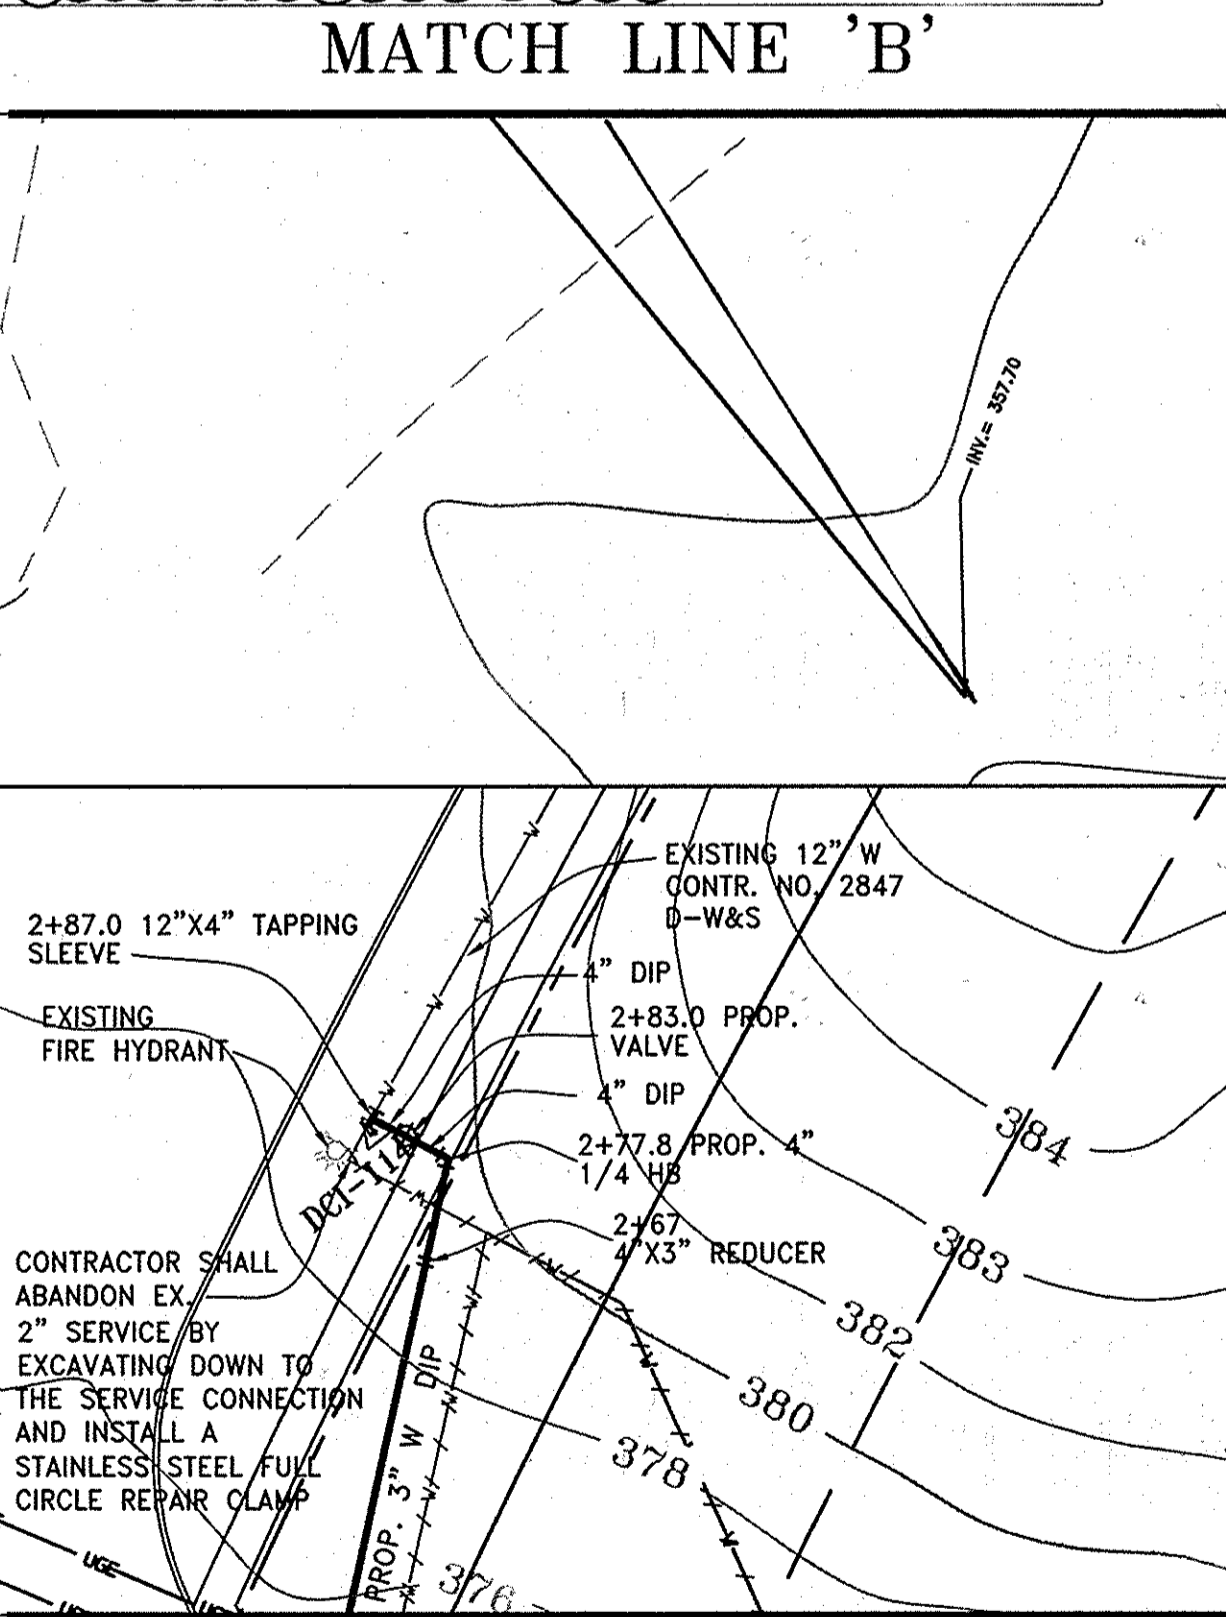 MATCH LINE 'B'
INV.= 357.70
EXISTING 12" W
CONTR. NO. 2847
D-W&S
2+87.0 12"X4" TAPPING
SLEEVE
4" DIP
EXISTING
FIRE HYDRANT
2+83.0 PROP.
VALVE
4" DIP
2+77.8 PROP. 4"
1/4 HB
2+67
4"X3" REDUCER
CONTRACTOR SHALL
ABANDON EX.
2" SERVICE BY
EXCAVATING DOWN TO
THE SERVICE CONNECTION
AND INSTALL A
STAINLESS STEEL FULL
CIRCLE REPAIR CLAMP
PROP. 3" W DIP
384
383
382
380
378
376
UGE
W
W
W
W